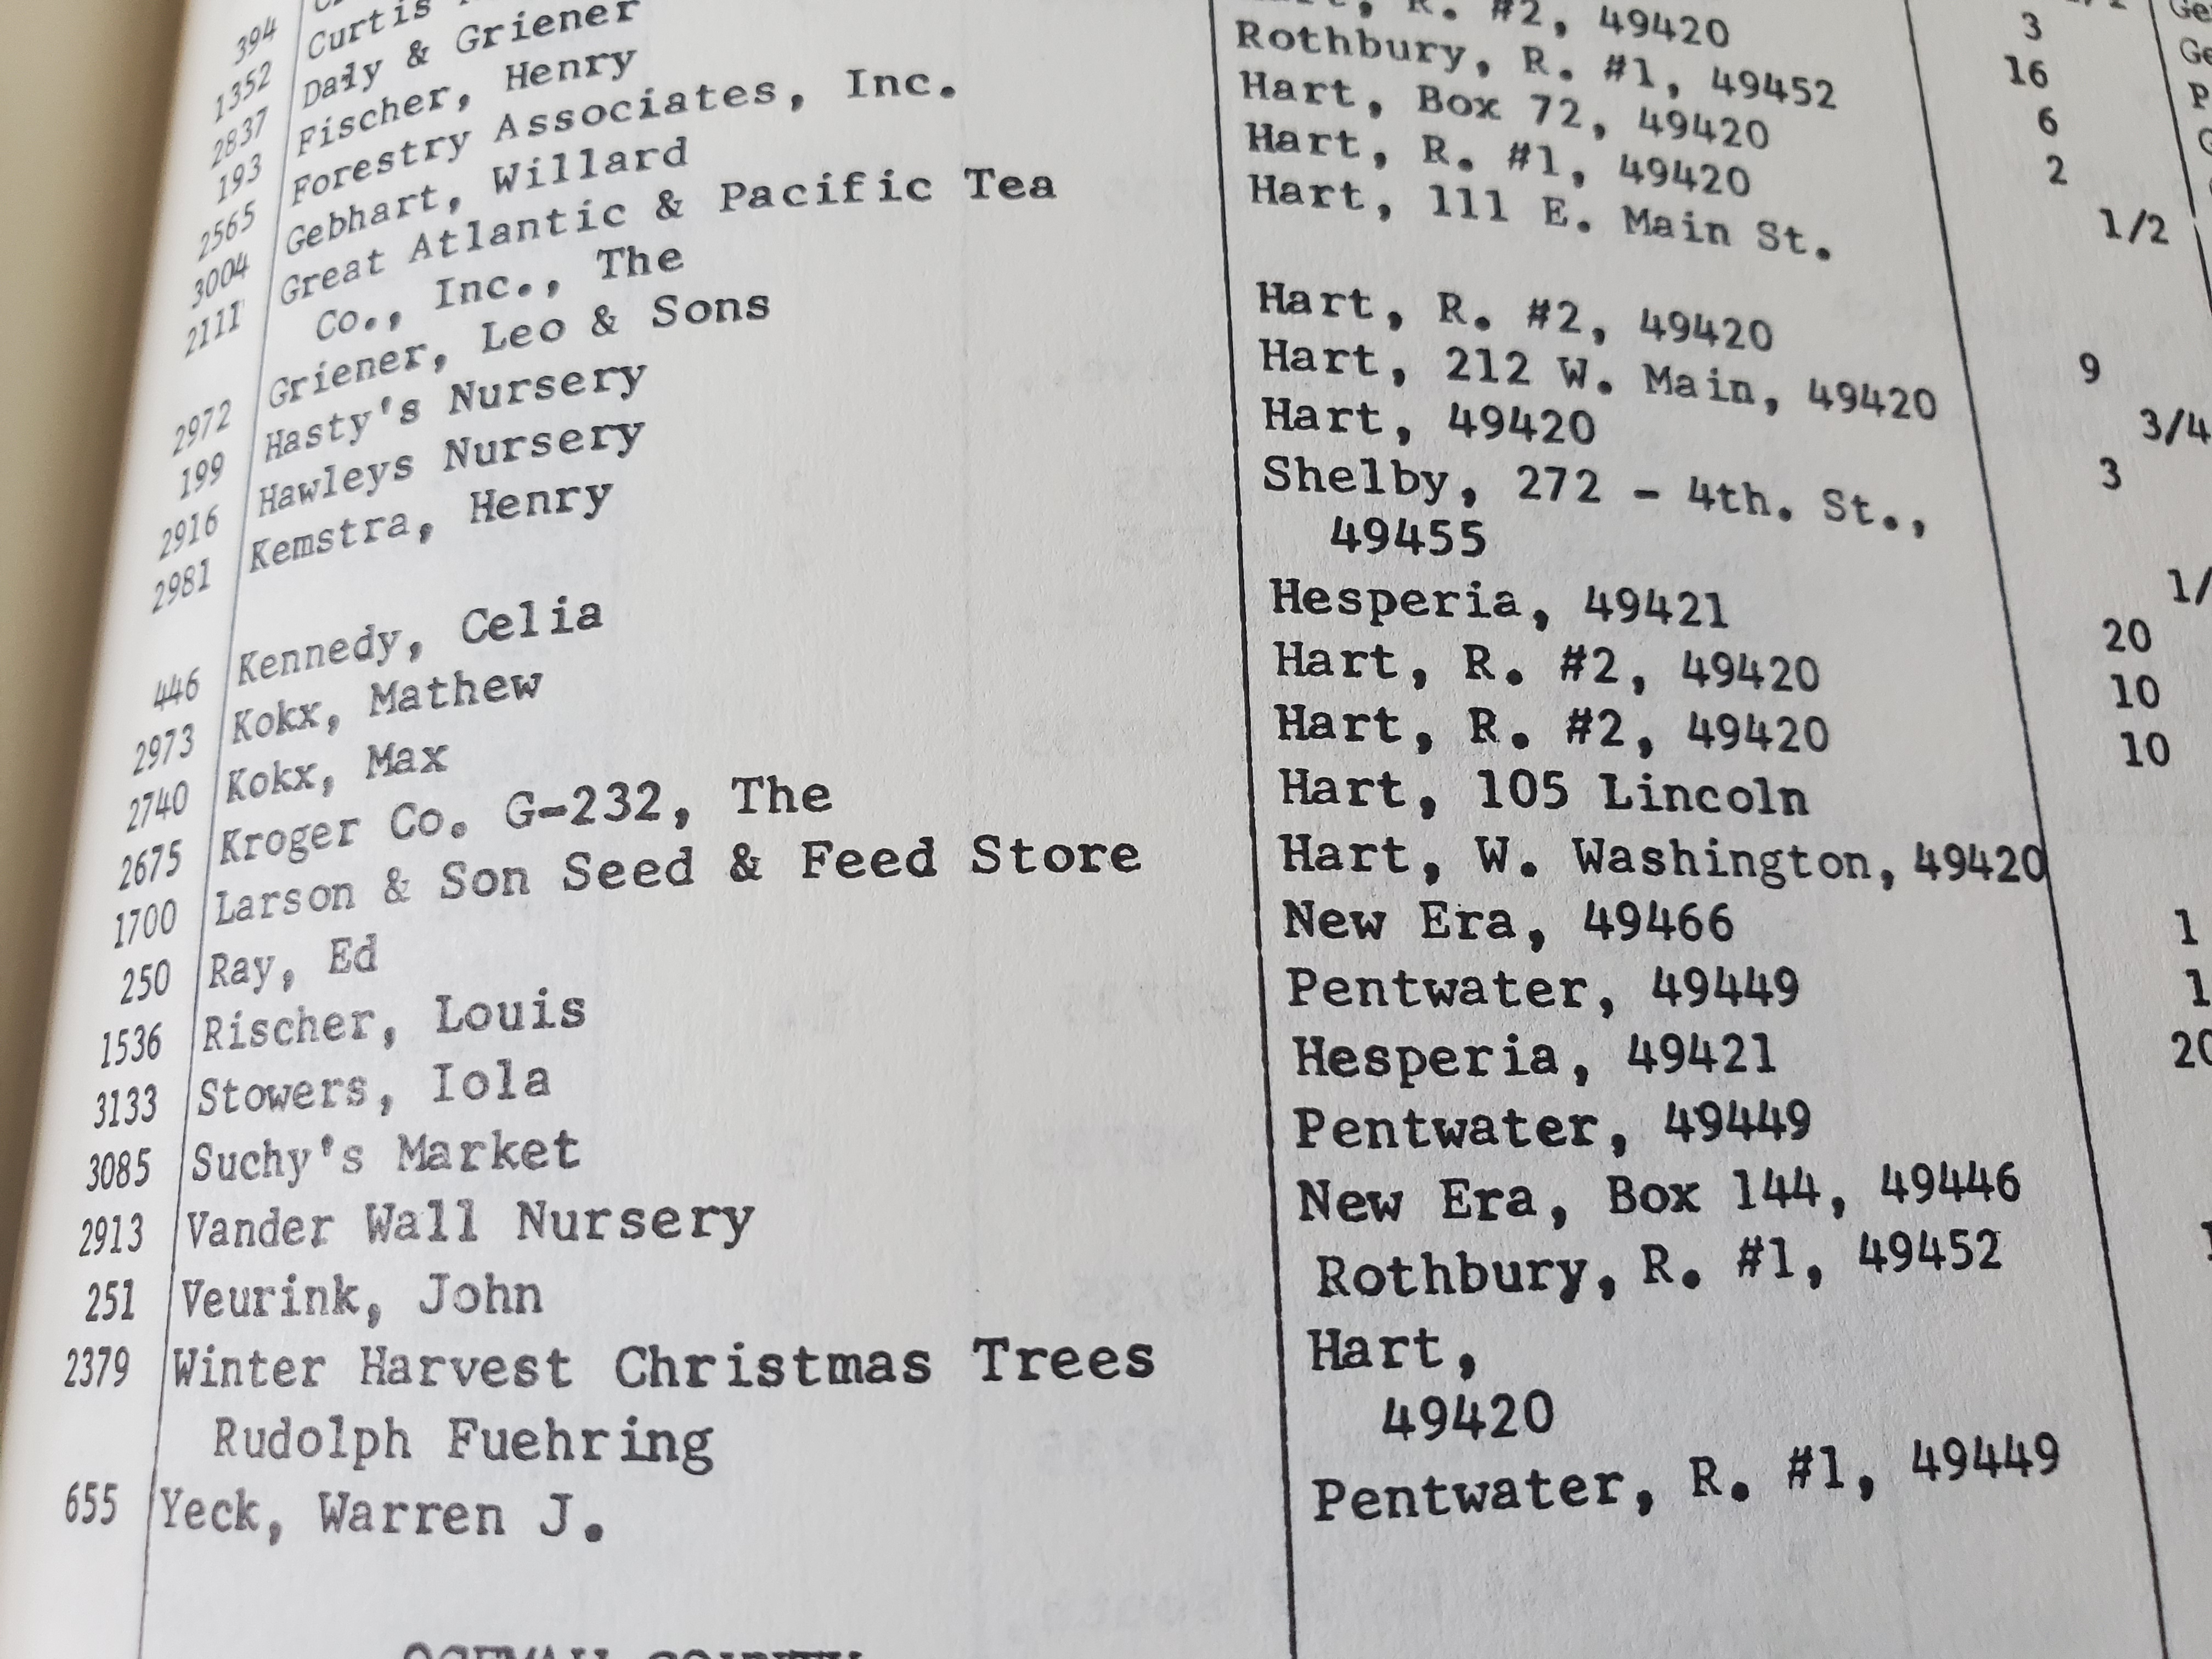 394
1352 Curtis
2837 Daly & Griener R. #2, 49420 3
193 Fischer, Henry Rothbury, R. #1, 49452 16
2565 Forestry Associates, Inc. Hart, Box 72, 49420 6
3004 Gebhart, Willard Hart, R. #1, 49420 2
2111 Great Atlantic & Pacific Tea Hart, 111 E. Main St. 1/2
Co., Inc., The
2972 Griener, Leo & Sons Hart, R. #2, 49420 9
199 Hasty's Nursery Hart, 212 W. Main, 49420 3/4
2916 Hawleys Nursery Hart, 49420 3
2981 Kemstra, Henry Shelby, 272 - 4th. St., 1/
49455
446 Kennedy, Celia Hesperia, 49421 20
2973 Kokx, Mathew Hart, R. #2, 49420 10
2740 Kokx, Max Hart, R. #2, 49420 10
2675 Kroger Co. G-232, The Hart, 105 Lincoln
1700 Larson & Son Seed & Feed Store Hart, W. Washington, 49420
250 Ray, Ed New Era, 49466 1
1536 Rischer, Louis Pentwater, 49449 1
3133 Stowers, Iola Hesperia, 49421 20
3085 Suchy's Market Pentwater, 49449
2913 Vander Wall Nursery New Era, Box 144, 49446
251 Veurink, John Rothbury, R. #1, 49452
2379 Winter Harvest Christmas Trees Hart,
Rudolph Fuehring 49420
655 Yeck, Warren J. Pentwater, R. #1, 49449